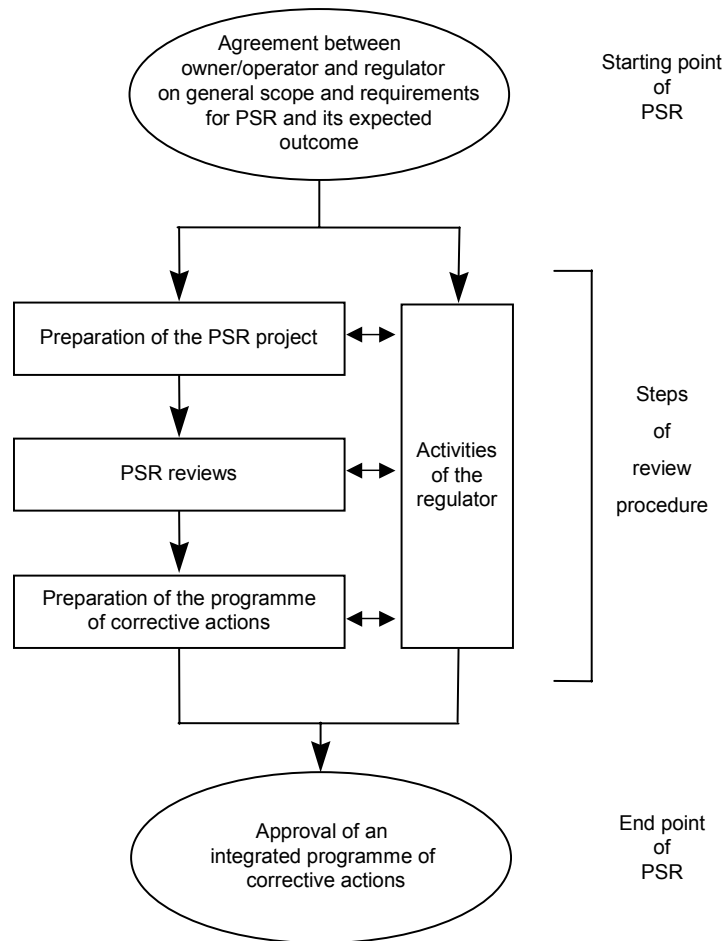 Agreement between
owner/operator and regulator
on general scope and requirements
for PSR and its expected
outcome
Starting point
of
PSR
Preparation of the PSR project
PSR reviews
Preparation of the programme
of corrective actions
Activities
of the
regulator
Steps
of
review
procedure
Approval of an
integrated programme of
corrective actions
End point
of
PSR